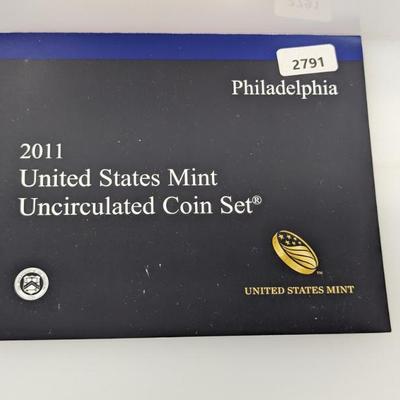 2791
Philadelphia
2011
United States Mint
Uncirculated Coin Set®
UNITED STATES MINT